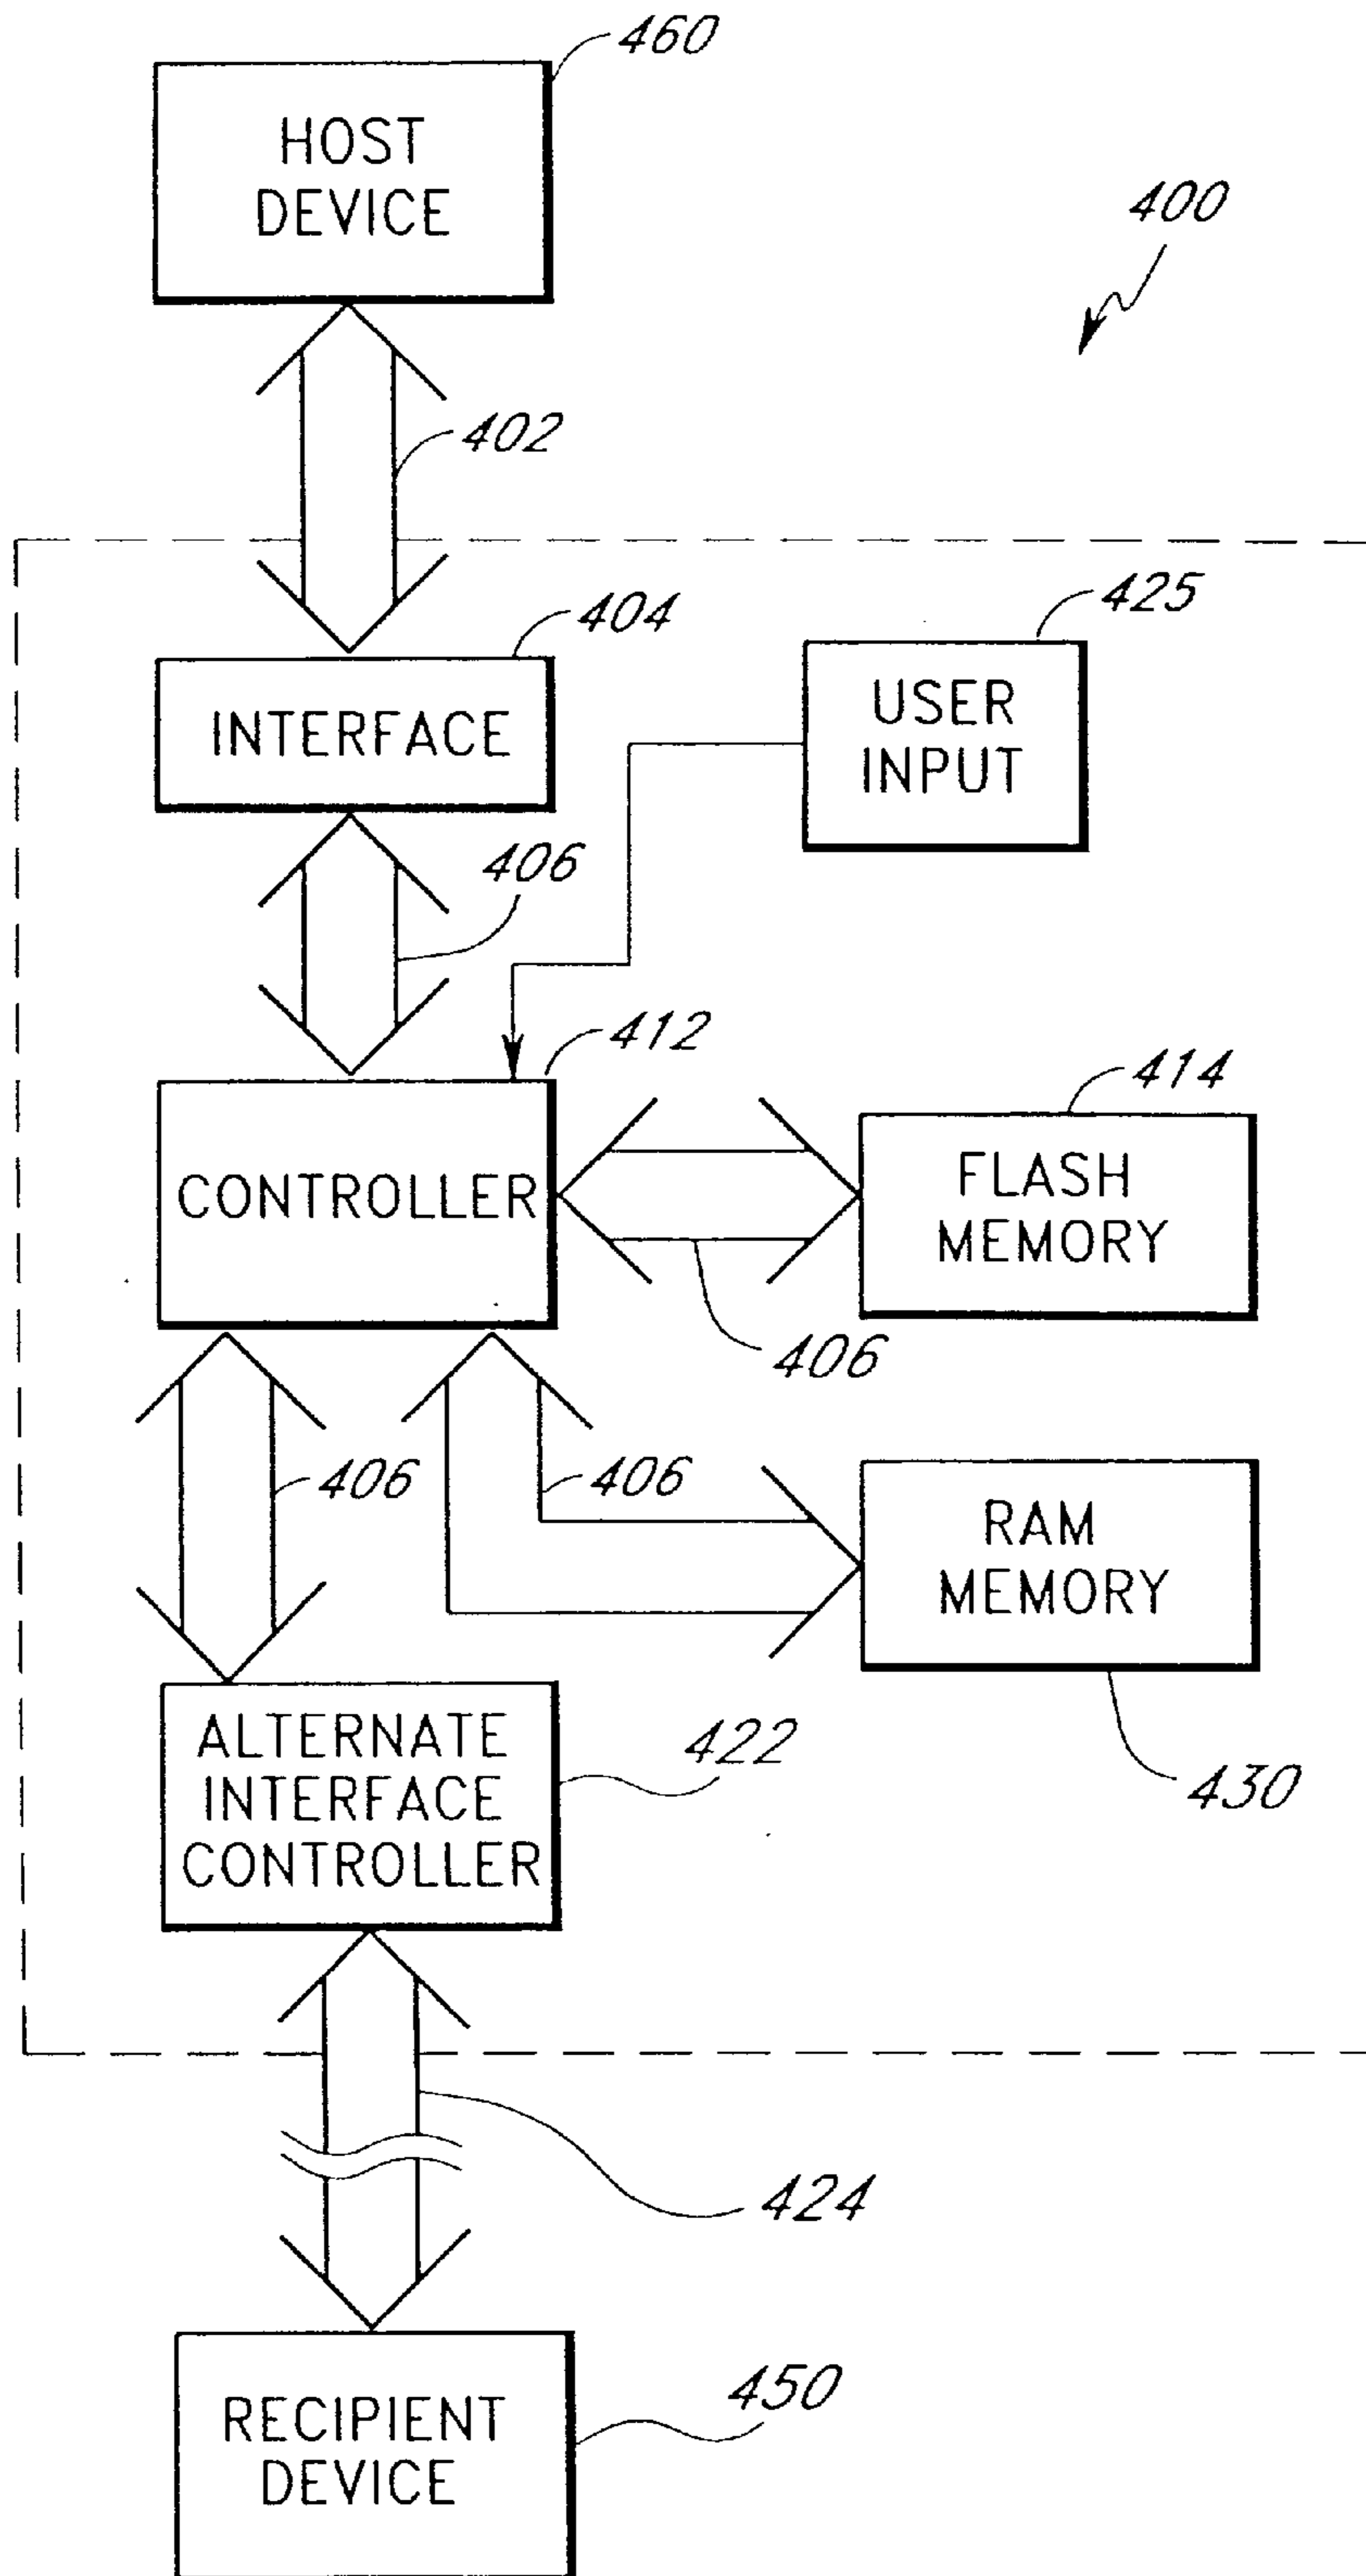 460
HOST
DEVICE
400
402
404
425
INTERFACE
USER
INPUT
406
412
414
CONTROLLER
FLASH
MEMORY
406
406
406
RAM
MEMORY
ALTERNATE
INTERFACE
CONTROLLER
422
430
424
450
RECIPIENT
DEVICE